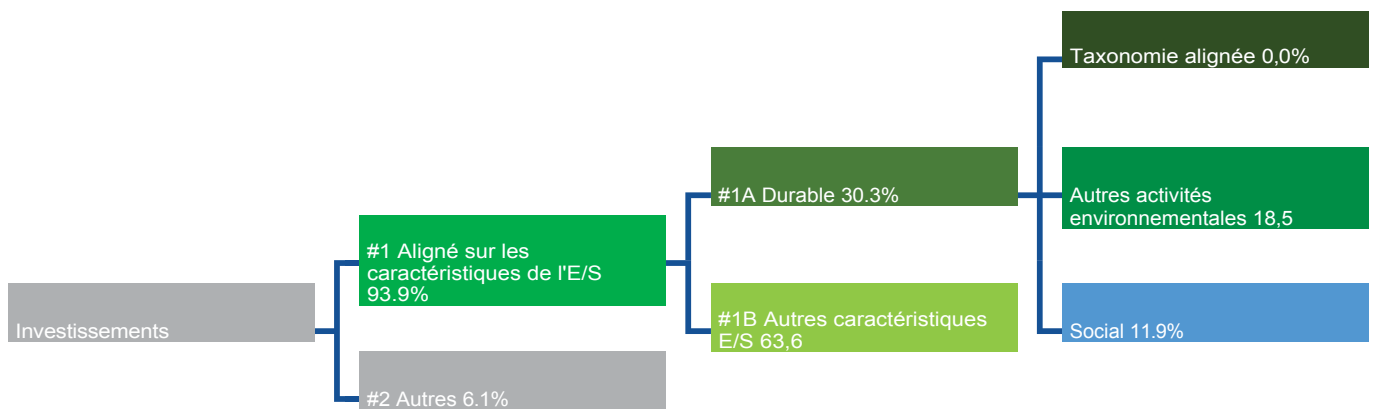 Investissements
#1 Aligné sur les
caractéristiques de l'E/S
93.9%
#2 Autres 6.1%
#1A Durable 30.3%
#1B Autres caractéristiques
E/S 63,6
Taxonomie alignée 0,0%
Autres activités
environnementales 18,5
Social 11.9%